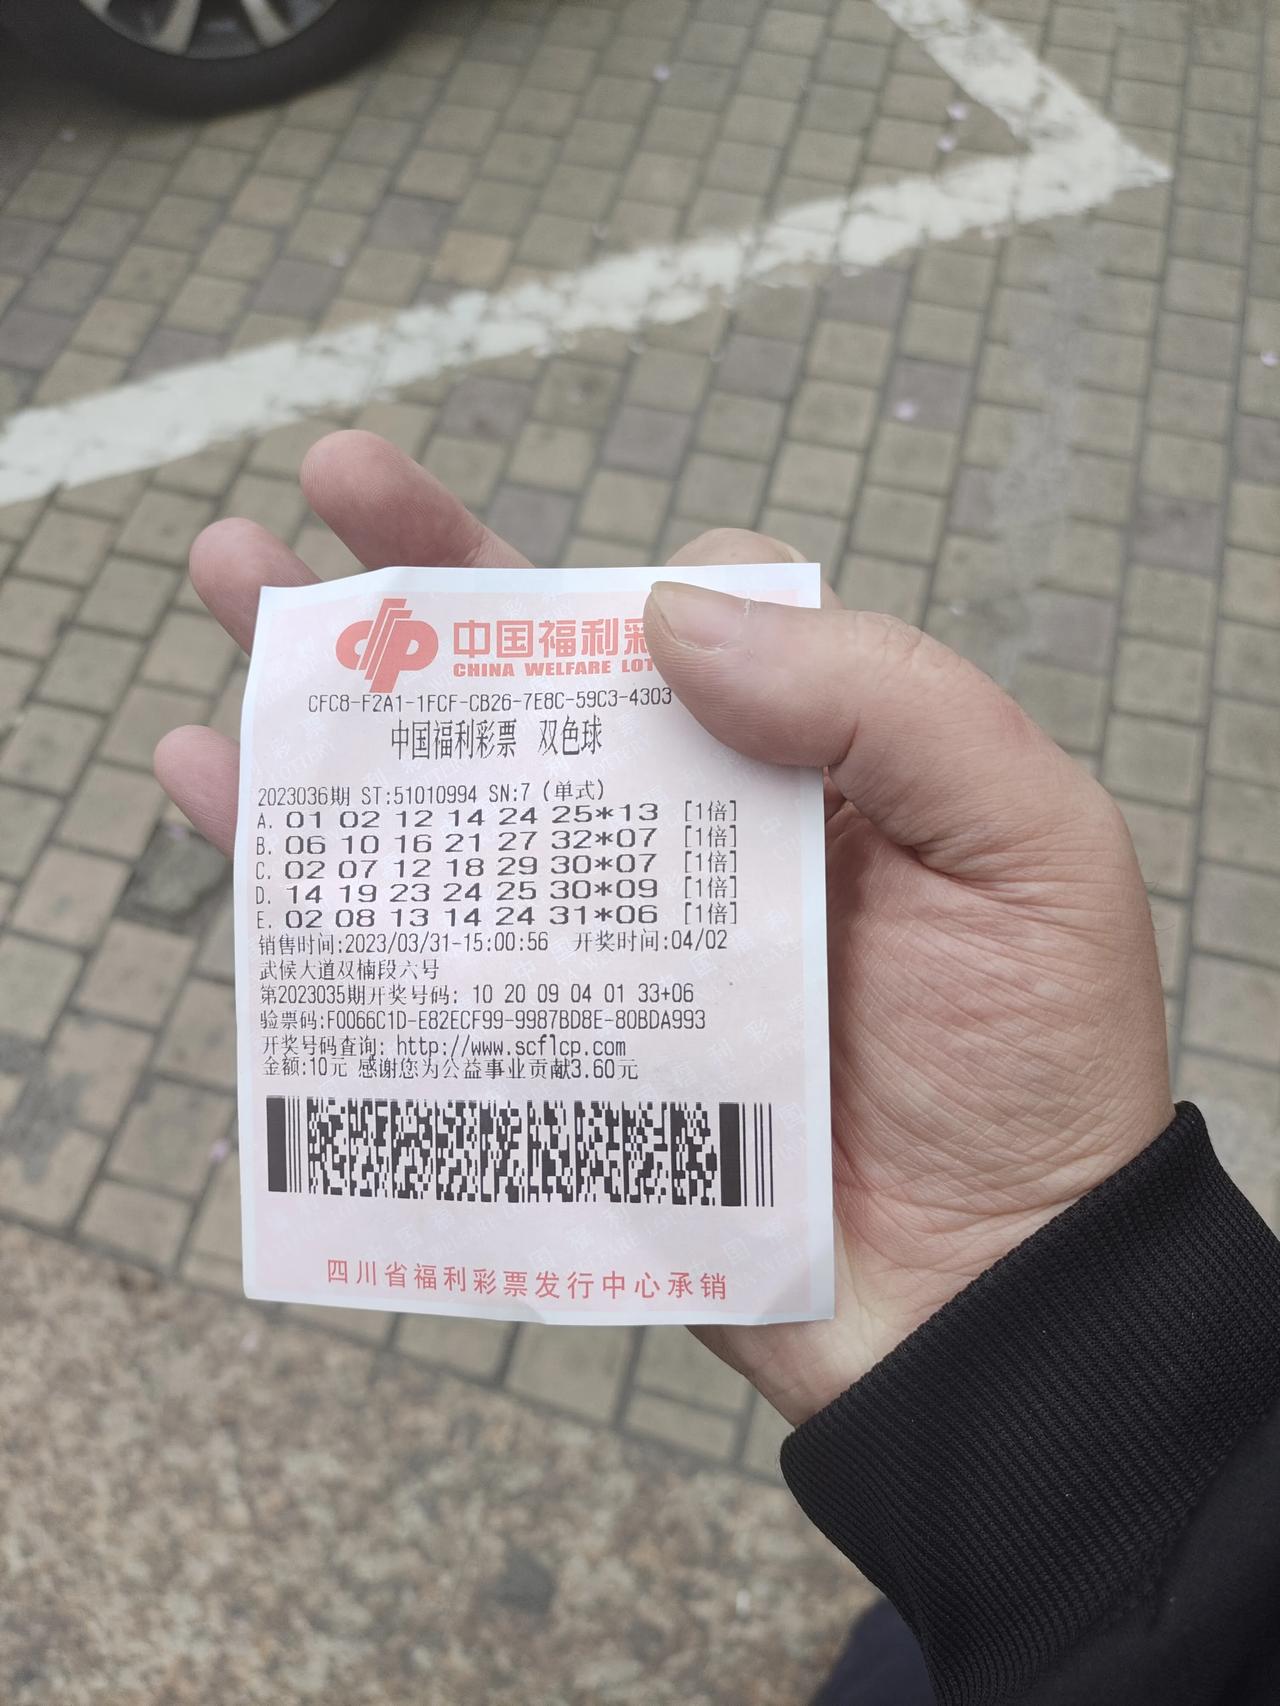 中国福利彩
CHINA WELFARE LOT
CFC8-F2A1-1FCF-CB26-7E8C-59C3-4303
中国福利彩票 双色球
2023036期 ST:51010994 SN:7 (单式)
A. 01 02 12 14 24 25*13 [1倍]
B. 06 10 16 21 27 32*07 [1倍]
C. 02 07 12 18 29 30*07 [1倍]
D. 14 19 23 24 25 30*09 [1倍]
E. 02 08 13 14 24 31*06 [1倍]
销售时间:2023/03/31-15:00:56 开奖时间:04/02
武候大道双楠段六号
第2023035期开奖号码: 10 20 09 04 01 33+06
验票码:F0066C1D-E82ECF99-9987BD8E-80BDA993
开奖号码查询: http://www.scflcp.com
金额:10元 感谢您为公益事业贡献3.60元
四川省福利彩票发行中心承销